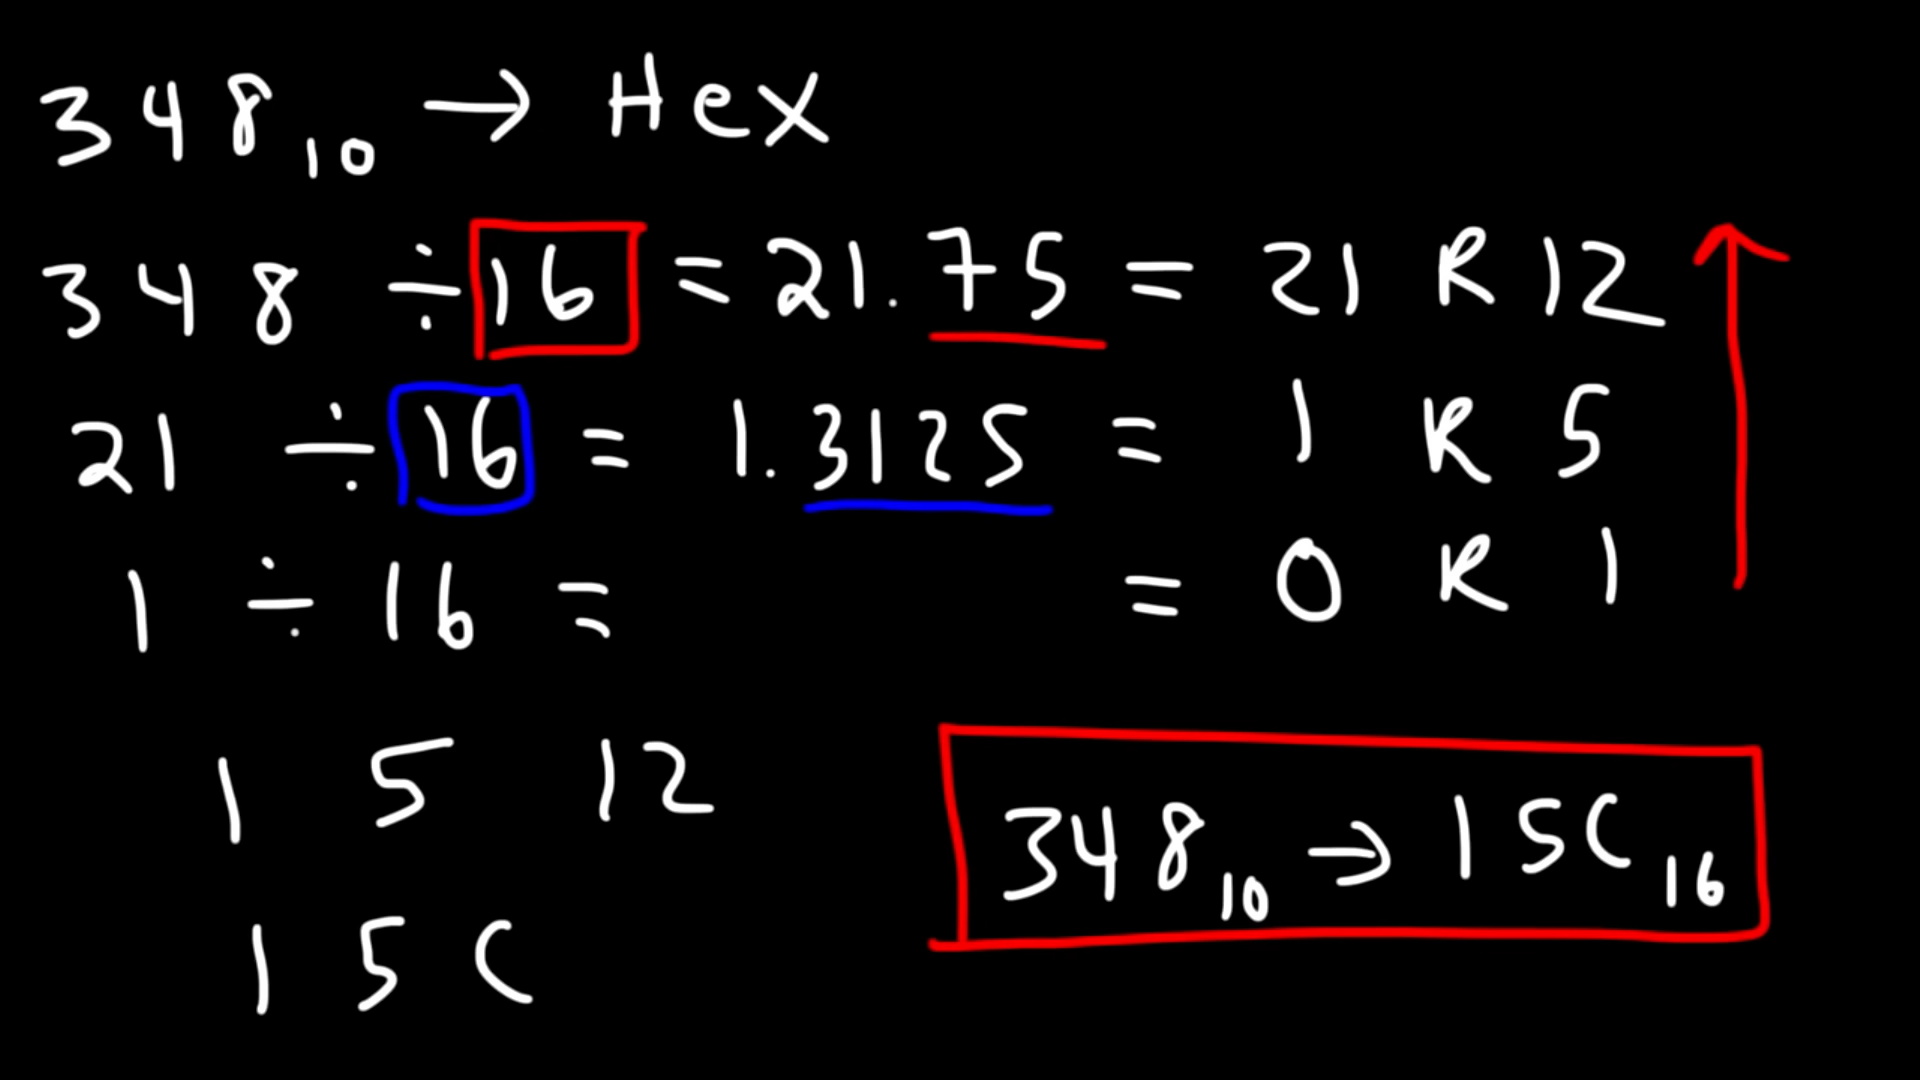 348₁₀ → Hex
348 ÷ 16 = 21.75 = 21 R 12
21 ÷ 16 = 1.3125 = 1 R 5
1 ÷ 16 = = 0 R 1
1 5 12
348₁₀ → 15C₁₆
1 5 C